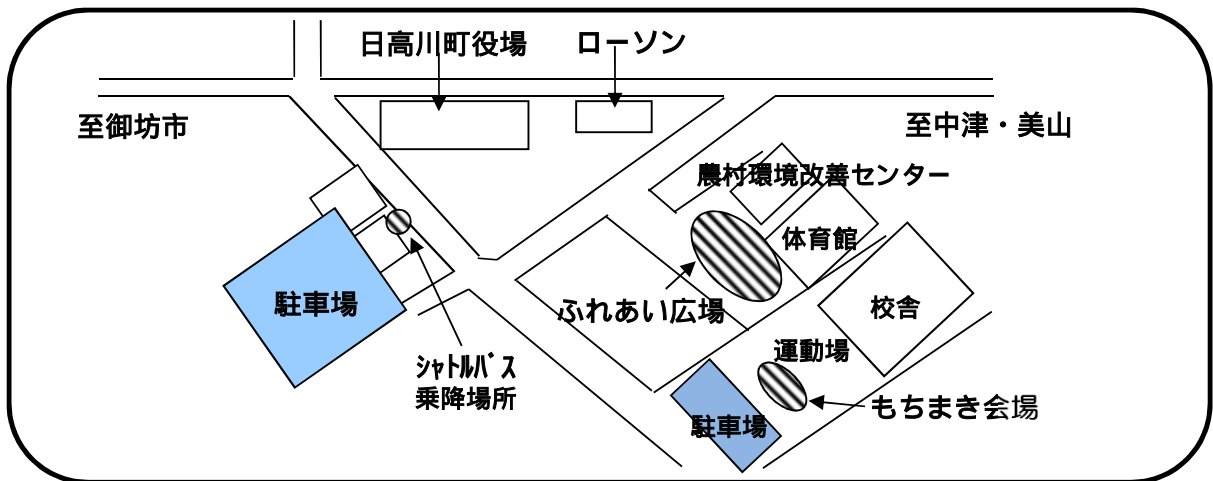 日高川町役場
ローソン
至御坊市
至中津・美山
農村環境改善センター
体育館
駐車場
ふれあい広場
校舎
運動場
ｼｬﾄﾙﾊﾞｽ
乗降場所
もちまき会場
駐車場